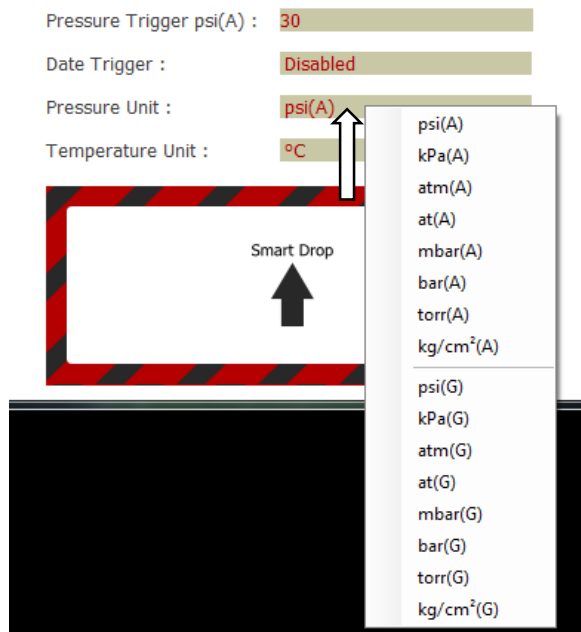 Pressure Trigger psi(A) : 30
Date Trigger : Disabled
Pressure Unit : psi(A)
Temperature Unit : °C
Smart Drop
psi(A)
kPa(A)
atm(A)
at(A)
mbar(A)
bar(A)
torr(A)
kg/cm²(A)
psi(G)
kPa(G)
atm(G)
at(G)
mbar(G)
bar(G)
torr(G)
kg/cm²(G)